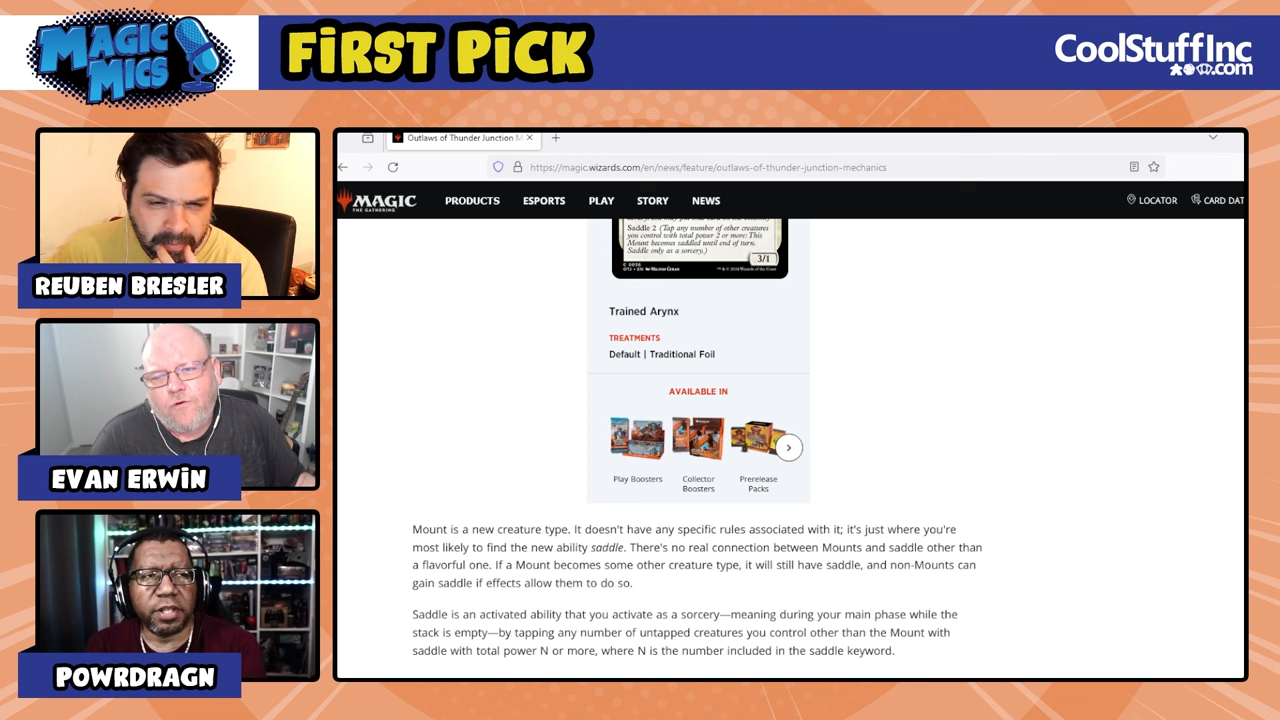 MAGIC
MICS
FIRST PICK
CoolStuffInc
.com
REUBEN BRESLER
EVAN ERWIN
POWRDRAGN
Outlaws of Thunder Junction M
https://magic.wizards.com/en/news/feature/outlaws-of-thunder-junction-mechanics
MAGIC
THE GATHERING
PRODUCTS
ESPORTS
PLAY
STORY
NEWS
LOCATOR
CARD DAT
Saddle 2 (Tap any number of other creatures
you control with total power 2 or more: This
Mount becomes saddled until end of turn.
Saddle only as a sorcery.)
3/1
Trained Arynx
TREATMENTS
Default | Traditional Foil
AVAILABLE IN
Play Boosters
Collector
Boosters
Prerelease
Packs
Mount is a new creature type. It doesn't have any specific rules associated with it; it's just where you're
most likely to find the new ability saddle. There's no real connection between Mounts and saddle other than
a flavorful one. If a Mount becomes some other creature type, it will still have saddle, and non-Mounts can
gain saddle if effects allow them to do so.
Saddle is an activated ability that you activate as a sorcery—meaning during your main phase while the
stack is empty—by tapping any number of untapped creatures you control other than the Mount with
saddle with total power N or more, where N is the number included in the saddle keyword.